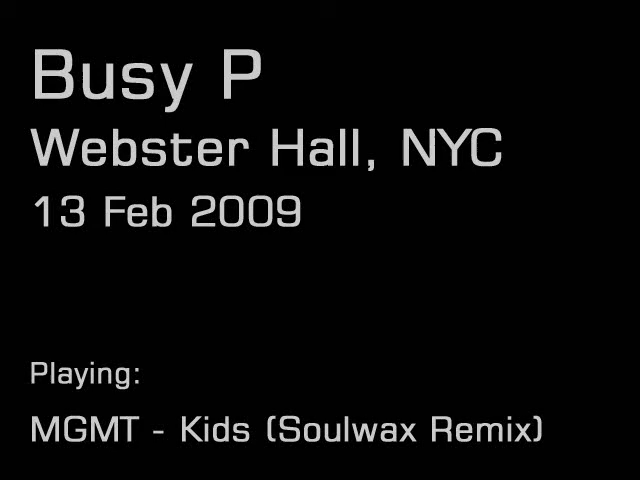 Busy P
Webster Hall, NYC
13 Feb 2009
Playing:
MGMT - Kids (Soulwax Remix)